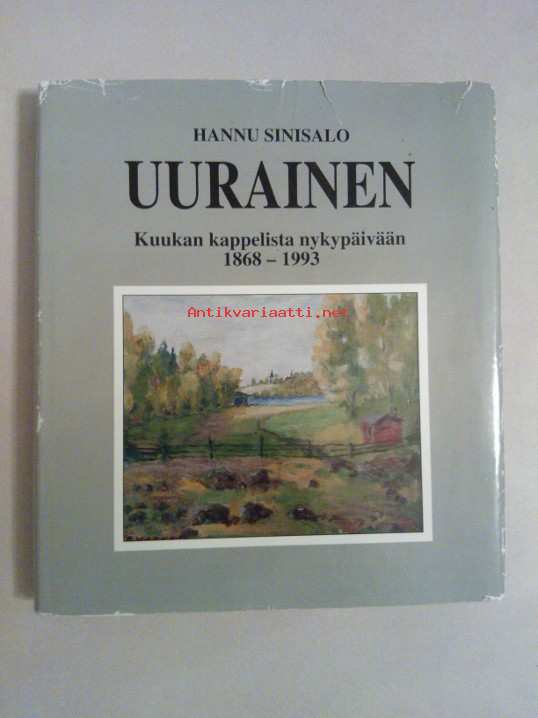 HANNU SINISALO
UURAINEN
Kuukan kappelista nykypäivään
1868 – 1993
Antikvariaatti.net